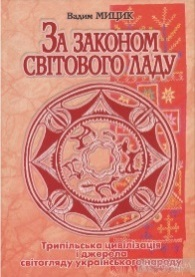 Вадим МИЦИК
ЗА ЗАКОНОМ
СВІТОВОГО ЛАДУ
Трипільська цивілізація
і джерела
світогляду українського народу